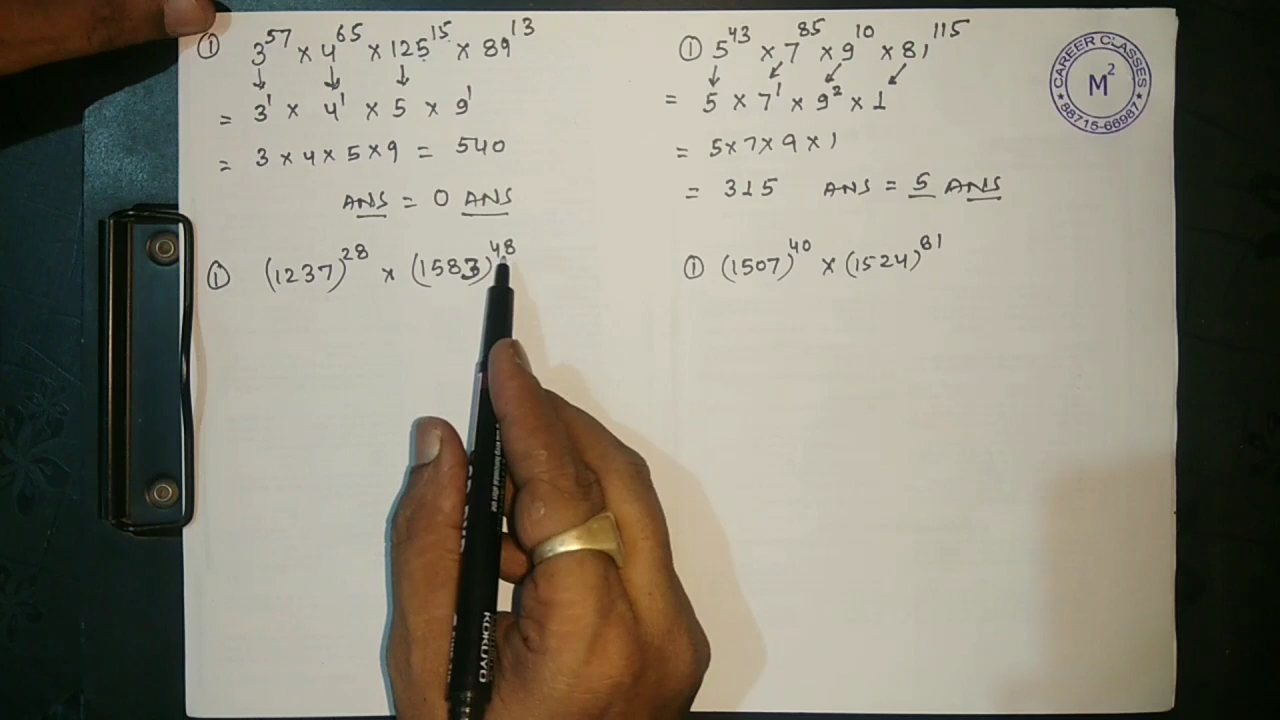 ① 3^57 × 4^65 × 125^15 × 89^13
= 3^1 × 4^1 × 5 × 9^1
= 3 × 4 × 5 × 9 = 540
ANS = 0 ANS
① (1237)^28 × (1583)^48
① 5^43 × 7^85 × 9^10 × 81^115
= 5 × 7^1 × 9^2 × 1
= 5 × 7 × 9 × 1
= 315 ANS = 5 ANS
① (1507)^40 × (1524)^81
CAREER CLASSES
M²
★ 88715-66987 ★
KOKUYO